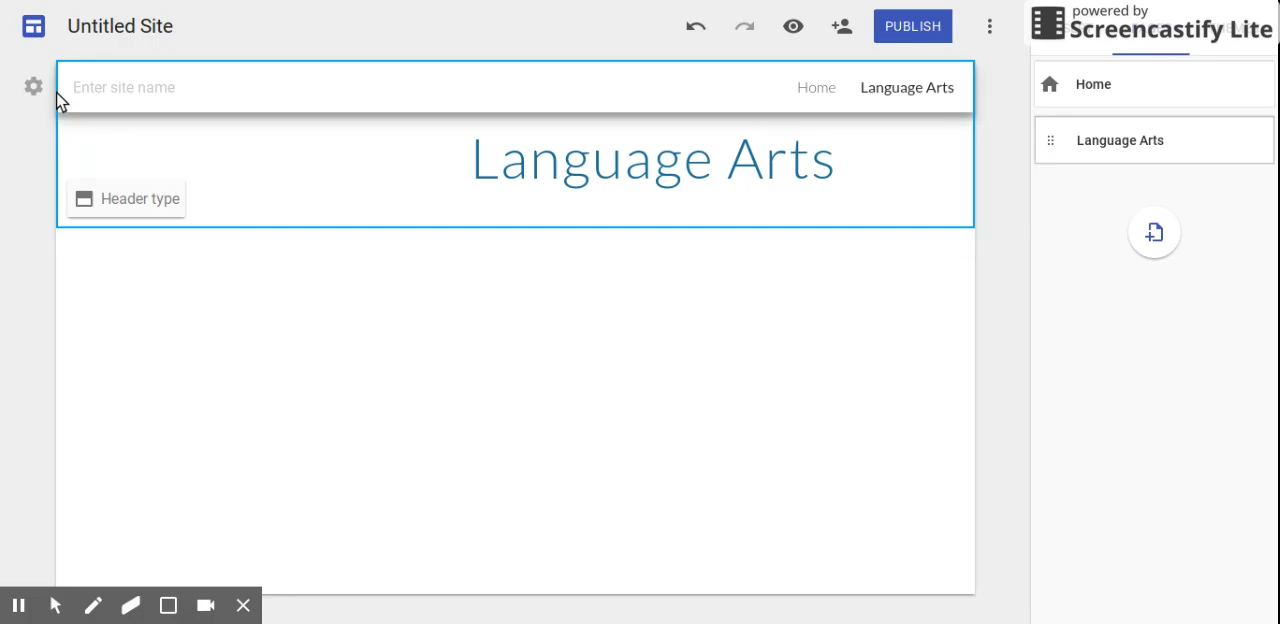 Untitled Site
PUBLISH
powered by
Screencastify Lite
Enter site name
Home
Language Arts
Language Arts
Header type
Home
Language Arts